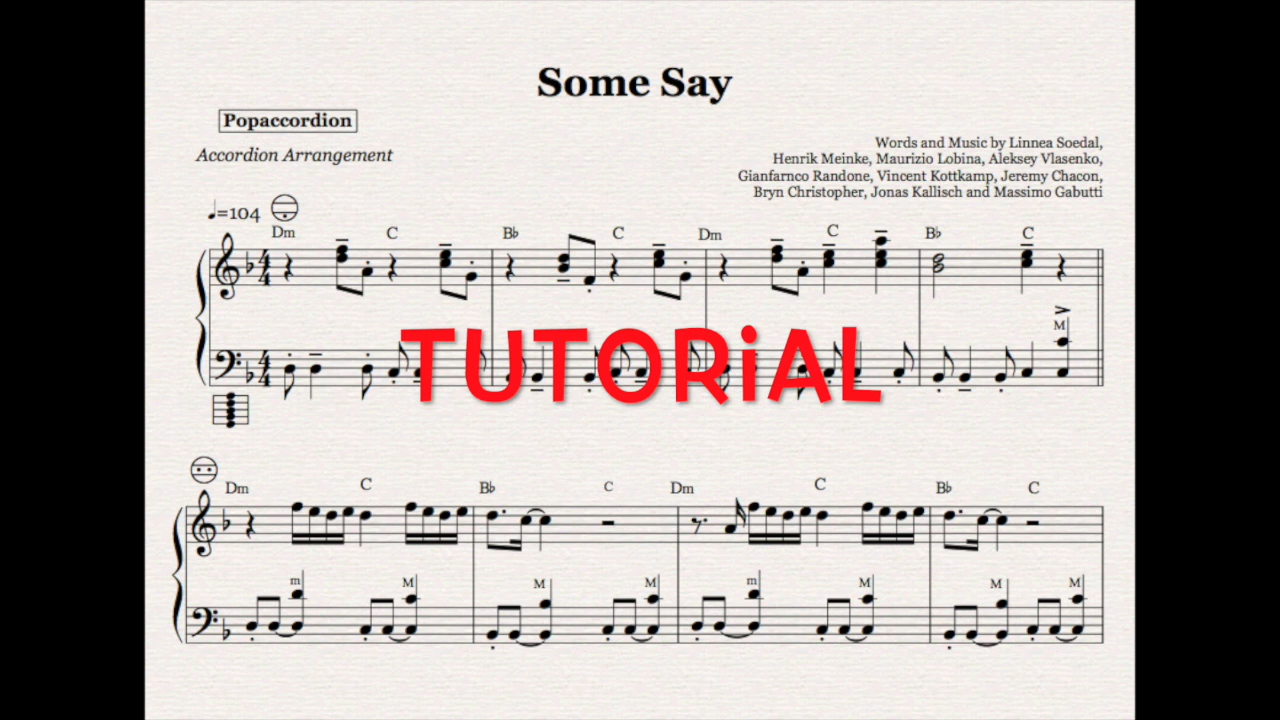 Some Say
Popaccordion
Accordion Arrangement
Words and Music by Linnea Soedal,
Henrik Meinke, Maurizio Lobina, Aleksey Vlasenko,
Gianfarnco Randone, Vincent Kottkamp, Jeremy Chacon,
Bryn Christopher, Jonas Kallisch and Massimo Gabutti
♩=104
Dm C B♭ C Dm C B♭ C
M
TUTORiAL
Dm C B♭ C Dm C B♭ C
m M M M m M M M